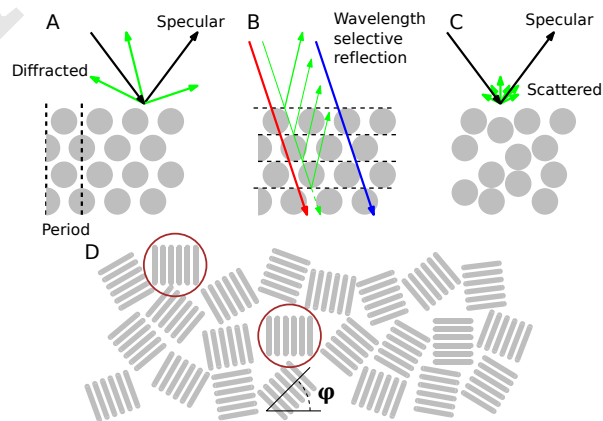 A
Specular
Diffracted
Period
B
Wavelength
selective
reflection
C
Specular
Scattered
D
φ